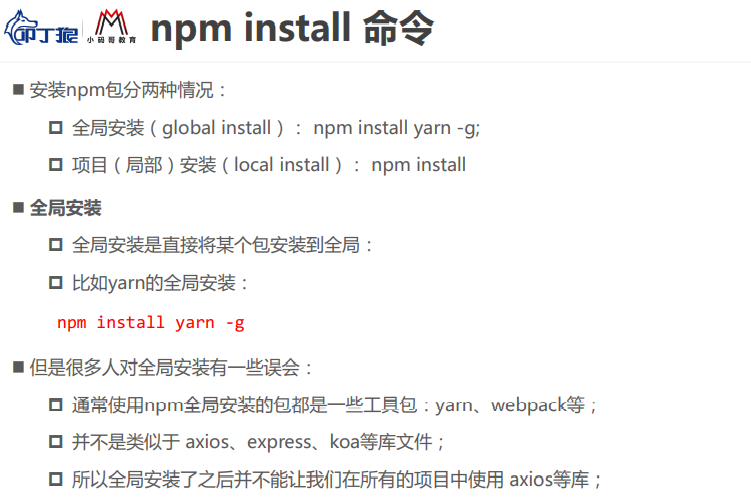 叩丁狼 小码哥教育 npm install 命令
■ 安装npm包分两种情况：
全局安装（global install）： npm install yarn -g;
项目（局部）安装（local install）： npm install
■ 全局安装
全局安装是直接将某个包安装到全局：
比如yarn的全局安装：
npm install yarn -g
■ 但是很多人对全局安装有一些误会：
通常使用npm全局安装的包都是一些工具包：yarn、webpack等；
并不是类似于 axios、express、koa等库文件；
所以全局安装了之后并不能让我们在所有的项目中使用 axios等库；